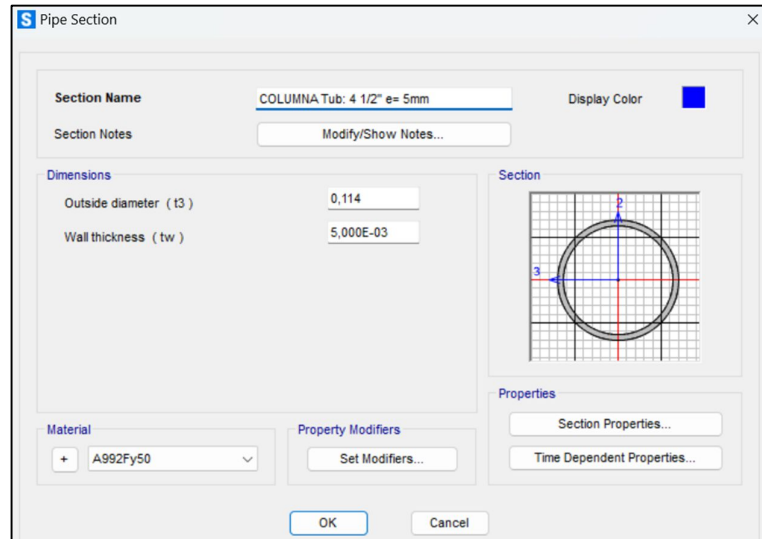 S Pipe Section
Section Name COLUMNA Tub: 4 1/2" e= 5mm Display Color
Section Notes Modify/Show Notes...
Dimensions
Outside diameter ( t3 ) 0,114
Wall thickness ( tw ) 5,000E-03
Section
2
3
Properties
Section Properties...
Time Dependent Properties...
Material
+ A992Fy50
Property Modifiers
Set Modifiers...
OK Cancel